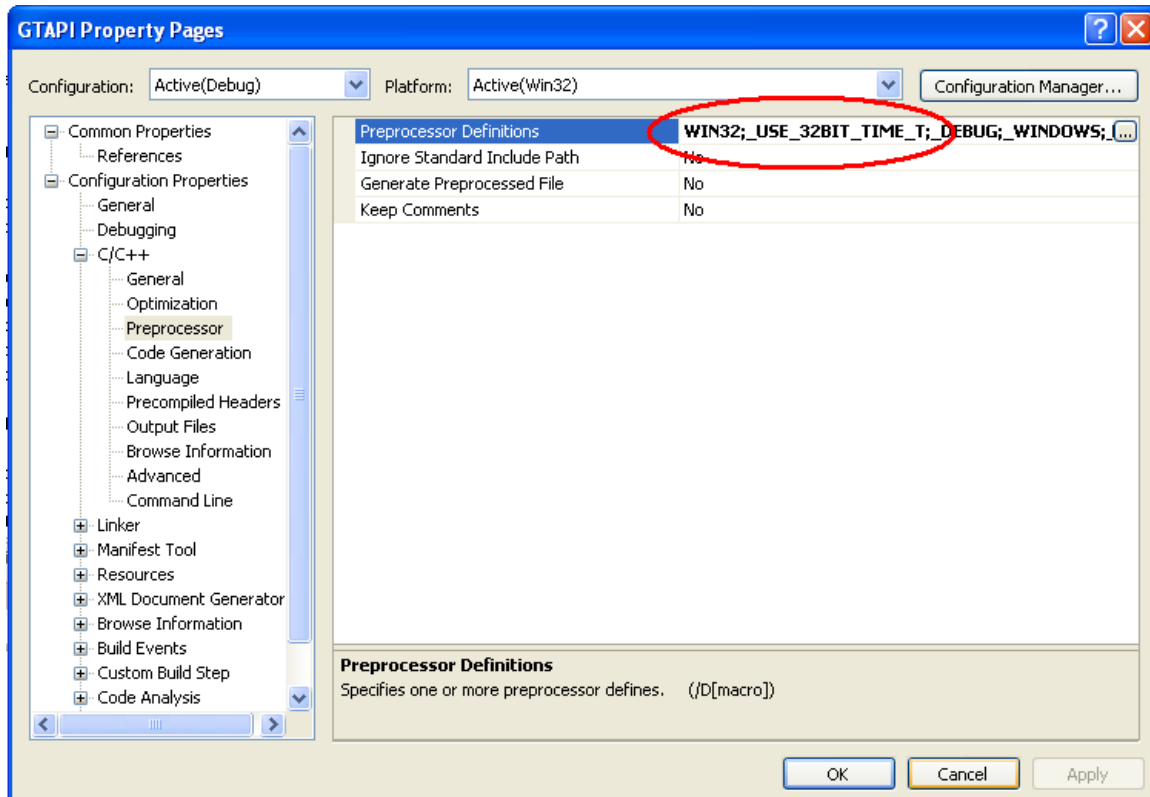 GTAPI Property Pages
Configuration: Active(Debug) Platform: Active(Win32) Configuration Manager...
Common Properties
References
Configuration Properties
General
Debugging
C/C++
General
Optimization
Preprocessor
Code Generation
Language
Precompiled Headers
Output Files
Browse Information
Advanced
Command Line
Linker
Manifest Tool
Resources
XML Document Generator
Browse Information
Build Events
Custom Build Step
Code Analysis
Preprocessor Definitions WIN32;_USE_32BIT_TIME_T;_DEBUG;_WINDOWS;_ ...
Ignore Standard Include Path No
Generate Preprocessed File No
Keep Comments No
Preprocessor Definitions
Specifies one or more preprocessor defines. (/D[macro])
OK Cancel Apply